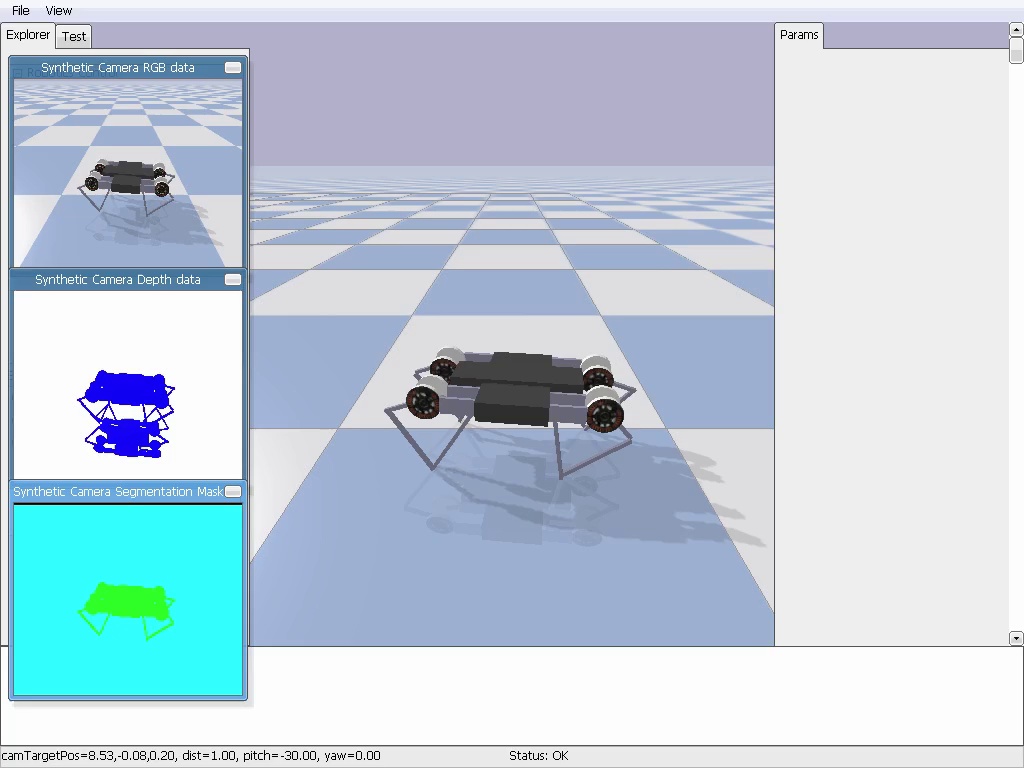 File View
Explorer Test
Params
Synthetic Camera RGB data
Synthetic Camera Depth data
Synthetic Camera Segmentation Mask
camTargetPos=8.53,-0.08,0.20, dist=1.00, pitch=-30.00, yaw=0.00 Status: OK